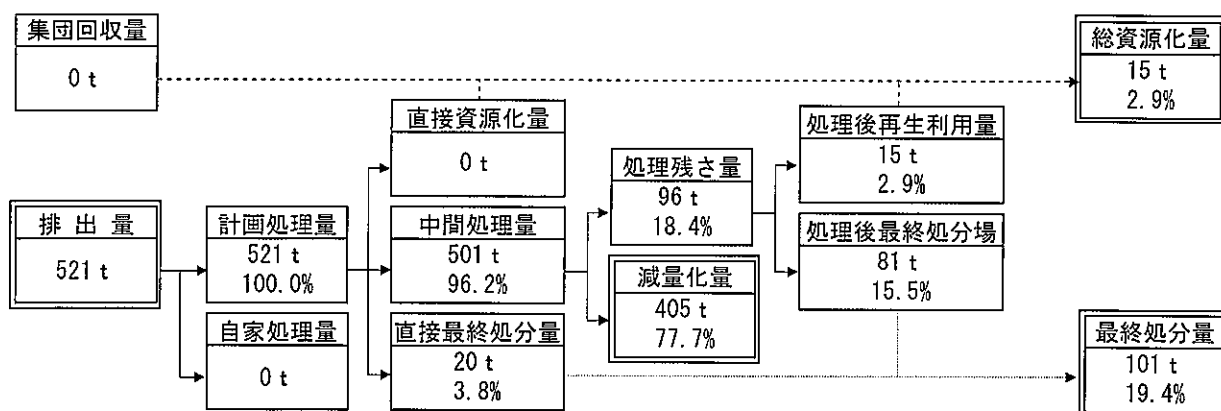 集団回収量
0 t
総資源化量
15 t
2.9%
直接資源化量
0 t
処理後再生利用量
15 t
2.9%
処理残さ量
96 t
18.4%
排出量
521 t
計画処理量
521 t
100.0%
中間処理量
501 t
96.2%
処理後最終処分場
81 t
15.5%
減量化量
405 t
77.7%
自家処理量
0 t
直接最終処分量
20 t
3.8%
最終処分量
101 t
19.4%